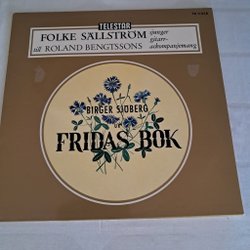 TELESTAR
FOLKE SÄLLSTRÖM sjunger
till ROLAND BENGTSSONS gitarr-
ackompanjemang
BIRGER SJÖBERG
FRIDAS BOK